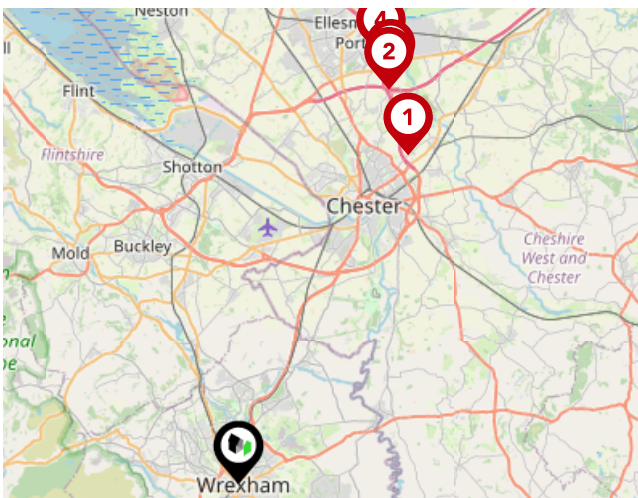 Neston
Ellesm
Port
4
2
Flint
1
Flintshire
Shotton
Chester
Cheshire
West and
Chester
Mold
Buckley
onal
Wrexham